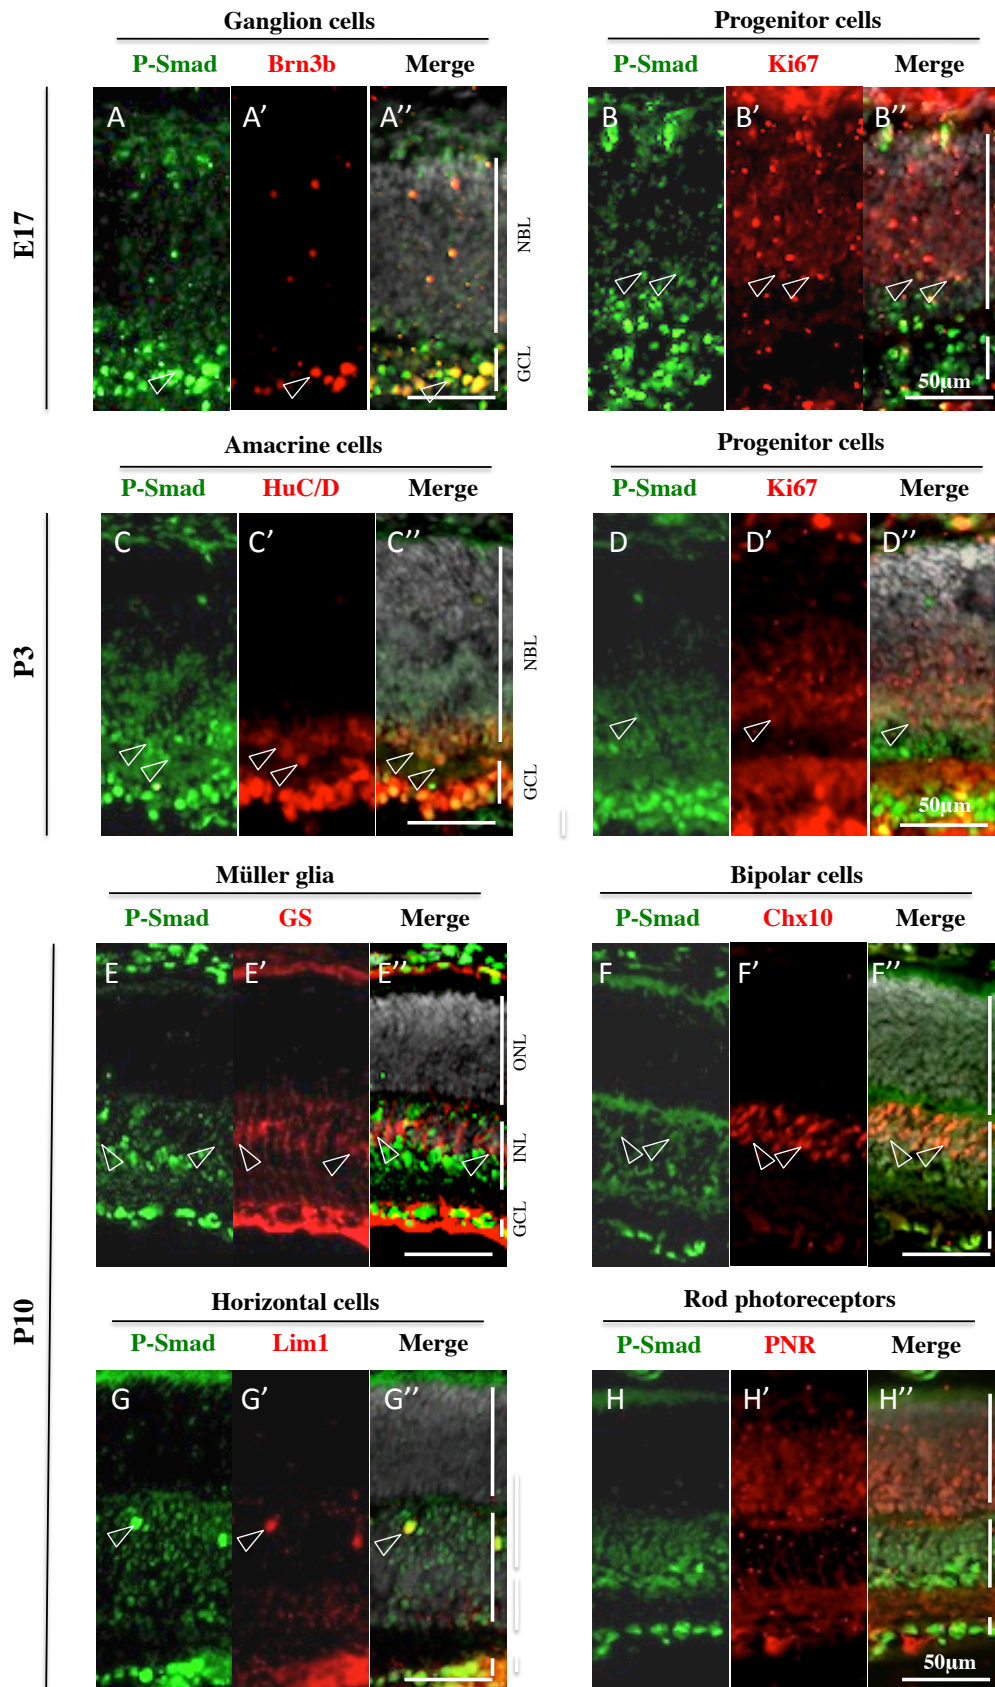 Ganglion cells
Progenitor cells
P-Smad Brn3b Merge
P-Smad Ki67 Merge
E17
A A’ A’’
NBL
GCL
B B’ B’’
50µm
Amacrine cells
Progenitor cells
P-Smad HuC/D Merge
P-Smad Ki67 Merge
P3
C C’ C’’
NBL
GCL
D D’ D’’
50µm
Müller glia
Bipolar cells
P-Smad GS Merge
P-Smad Chx10 Merge
P10
E E’ E’’
ONL
INL
GCL
F F’ F’’
Horizontal cells
Rod photoreceptors
P-Smad Lim1 Merge
P-Smad PNR Merge
G G’ G’’
H H’ H’’
50µm